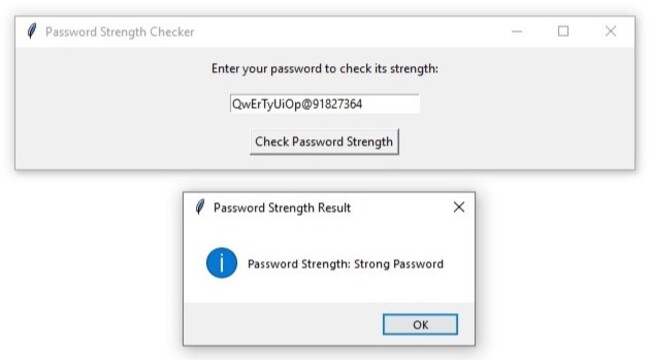 Password Strength Checker
Enter your password to check its strength:
QwErTyUiOp@91827364
Check Password Strength
Password Strength Result
Password Strength: Strong Password
OK